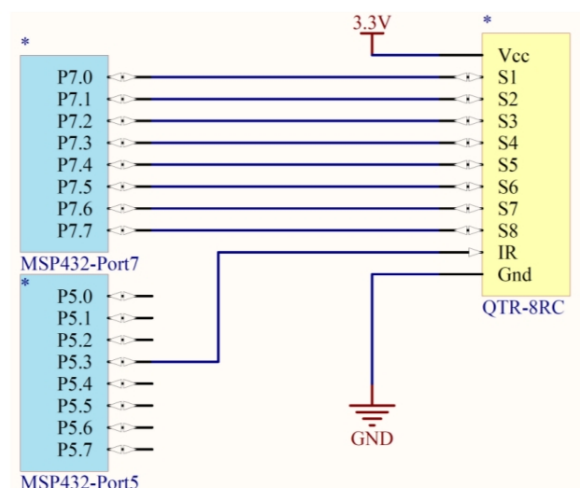 *
P7.0
P7.1
P7.2
P7.3
P7.4
P7.5
P7.6
P7.7
MSP432-Port7
*
P5.0
P5.1
P5.2
P5.3
P5.4
P5.5
P5.6
P5.7
MSP432-Port5
3.3V
GND
*
Vcc
S1
S2
S3
S4
S5
S6
S7
S8
IR
Gnd
QTR-8RC